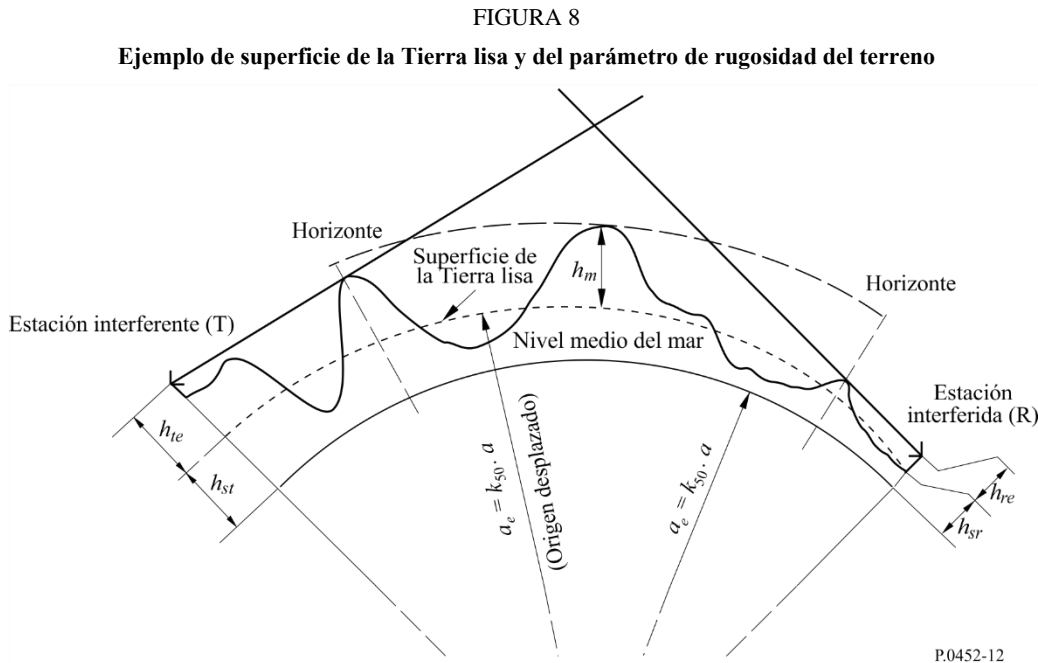 FIGURA 8
Ejemplo de superficie de la Tierra lisa y del parámetro de rugosidad del terreno
Horizonte
Superficie de
la Tierra lisa
h_m
Horizonte
Estación interferente (T)
Nivel medio del mar
Estación
interferida (R)
h_te
h_st
a_e = k_50 · a
(Origen desplazado)
a_e = k_50 · a
h_re
h_sr
P.0452-12